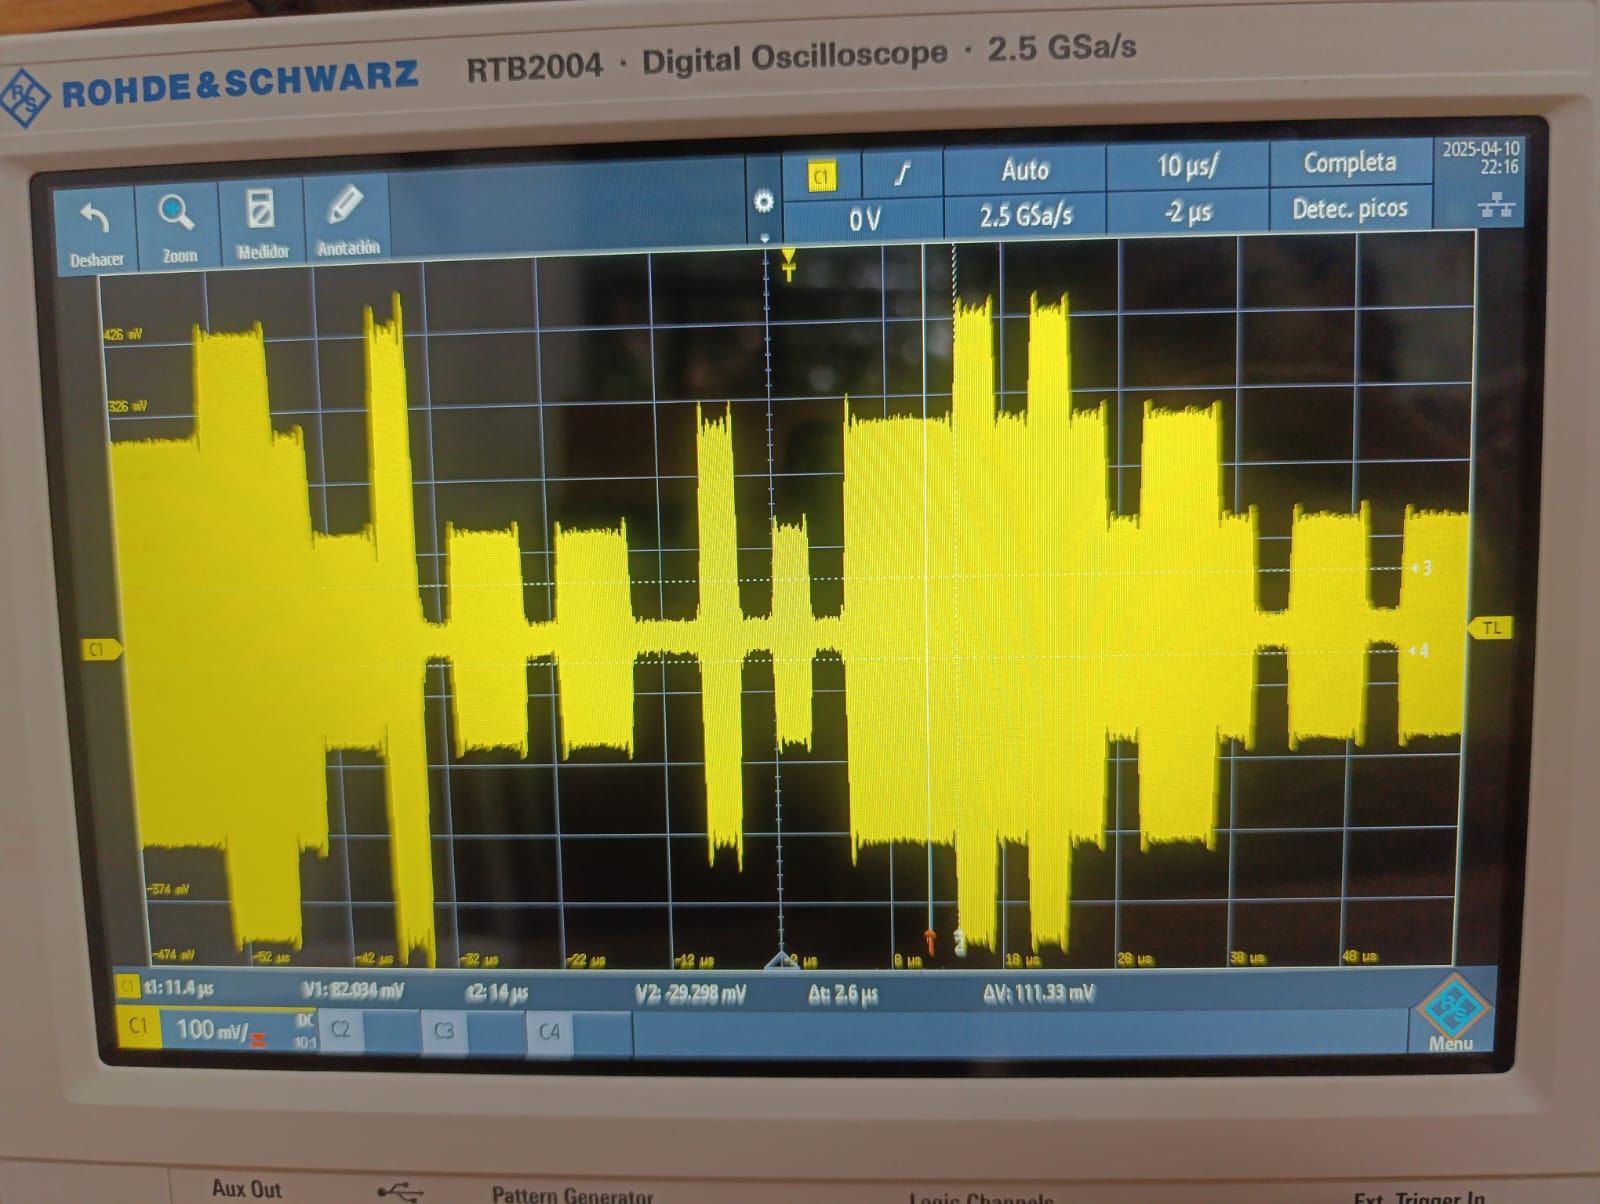 ROHDE&SCHWARZ
RTB2004 · Digital Oscilloscope · 2.5 GSa/s
Deshacer
Zoom
Medidor
Anotación
C1
Auto
10 µs/
Completa
0 V
2.5 GSa/s
-2 µs
Detec. picos
2025-04-10
22:16
T
426 mV
326 mV
3
C1
TL
4
-374 mV
-474 mV
-52 µs
-42 µs
-32 µs
-22 µs
-12 µs
-2 µs
8 µs
18 µs
28 µs
38 µs
48 µs
2
C1 t1: 11.4 µs
V1: 82.034 mV
t2: 14 µs
V2: -29.298 mV
Δt: 2.6 µs
ΔV: 111.33 mV
C1
100 mV/
DC
10:1
C2
C3
C4
Menu
Aux Out
Pattern Generator
Logic Channels
Ext. Trigger In